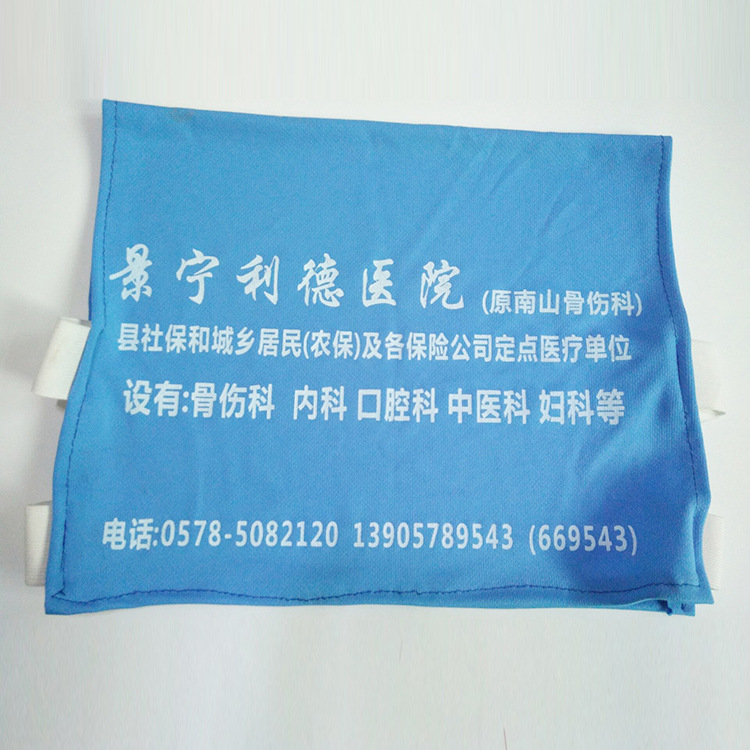 景宁利德医院 (原南山骨伤科)
县社保和城乡居民(农保)及各保险公司定点医疗单位
设有:骨伤科 内科 口腔科 中医科 妇科等
电话:0578-5082120 13905789543 (669543)